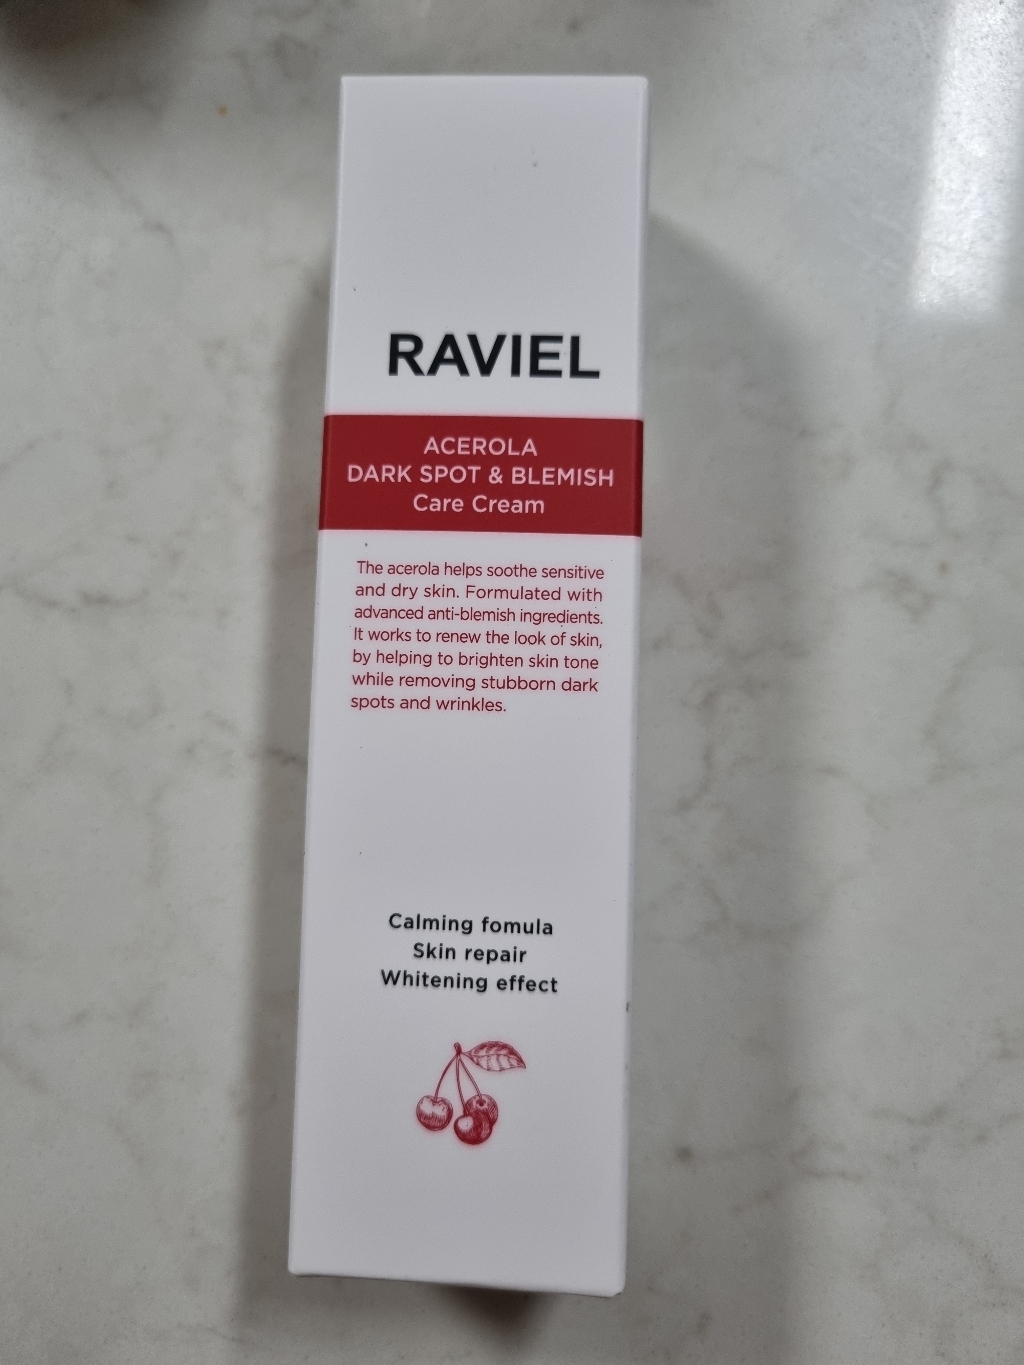 RAVIEL
ACEROLA
DARK SPOT & BLEMISH
Care Cream
The acerola helps soothe sensitive
and dry skin. Formulated with
advanced anti-blemish ingredients.
It works to renew the look of skin,
by helping to brighten skin tone
while removing stubborn dark
spots and wrinkles.
Calming fomula
Skin repair
Whitening effect